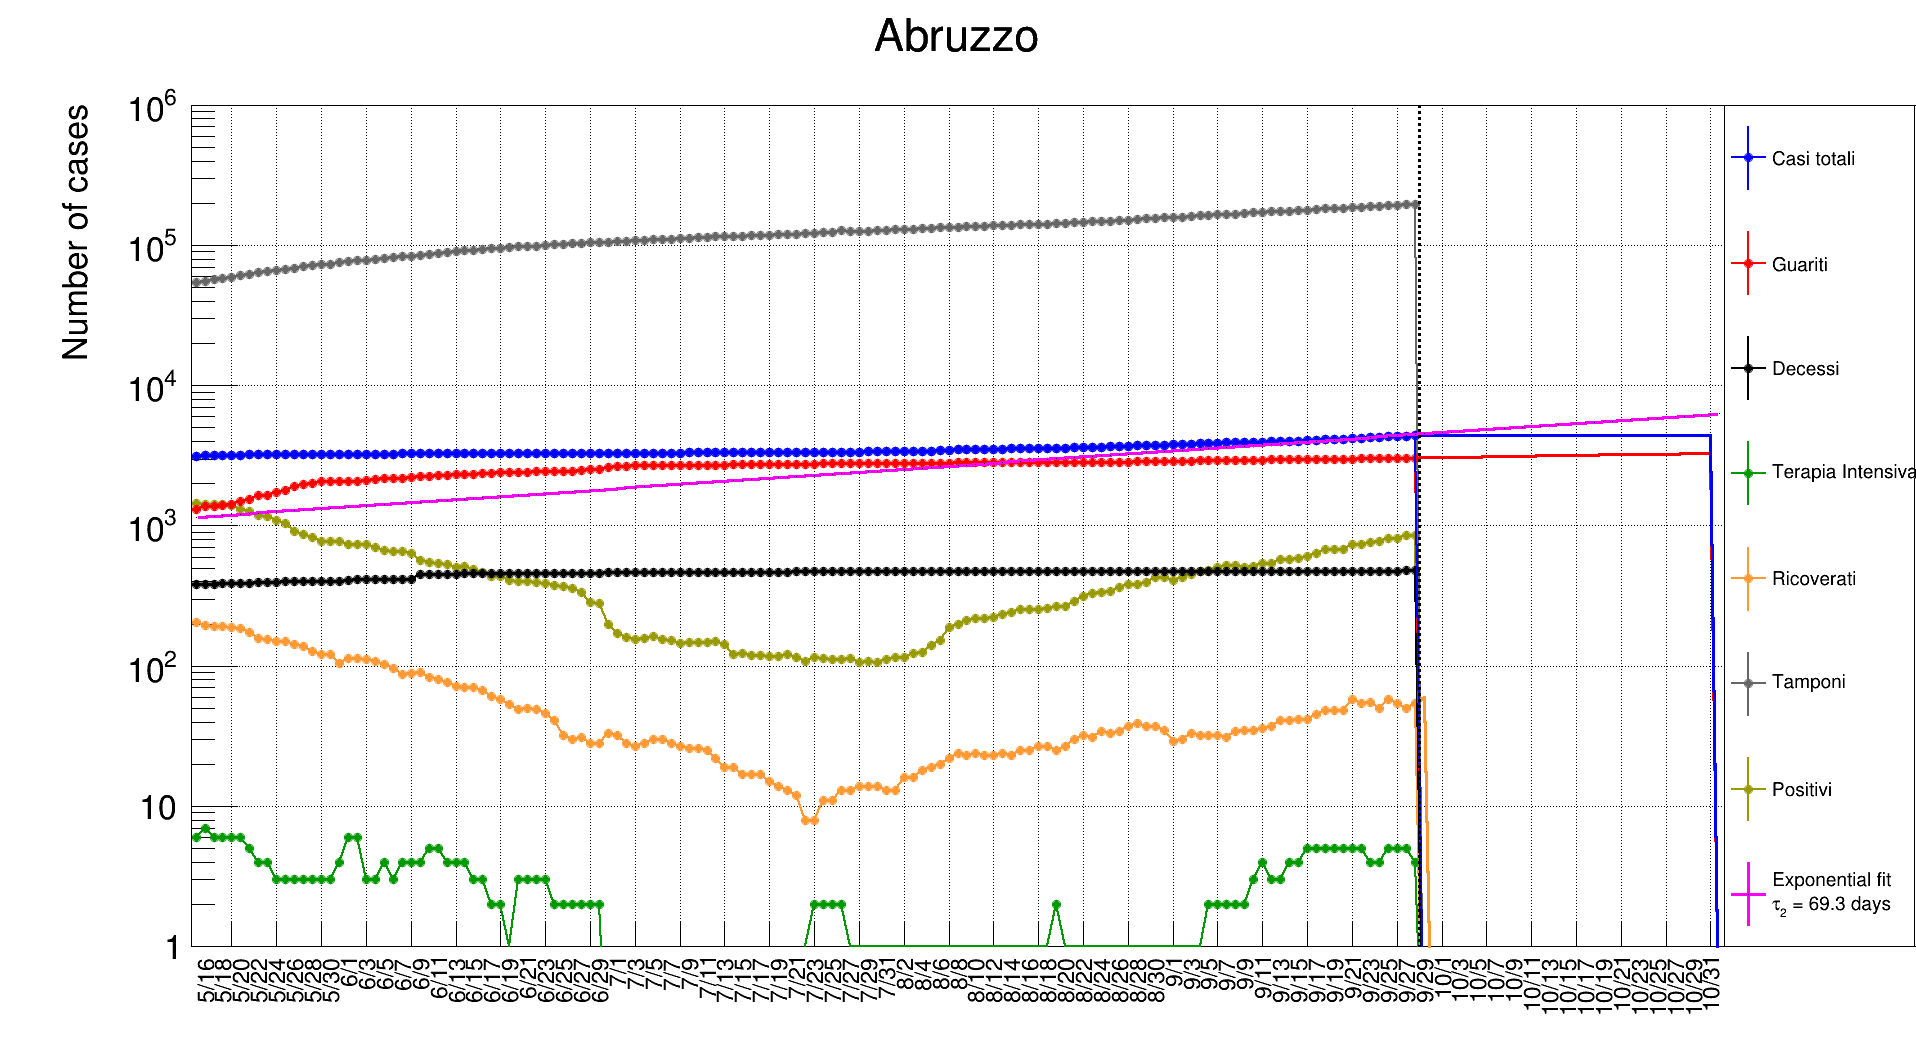 Abruzzo
Number of cases
10^6
10^5
10^4
10^3
10^2
10
1
5/16 5/18 5/20 5/22 5/24 5/26 5/28 5/30 6/1 6/3 6/5 6/7 6/9 6/11 6/13 6/15 6/17 6/19 6/21 6/23 6/25 6/27 6/29 7/1 7/3 7/5 7/7 7/9 7/11 7/13 7/15 7/17 7/19 7/21 7/23 7/25 7/27 7/29 7/31 8/2 8/4 8/6 8/8 8/10 8/12 8/14 8/16 8/18 8/20 8/22 8/24 8/26 8/28 8/30 9/1 9/3 9/5 9/7 9/9 9/11 9/13 9/15 9/17 9/19 9/21 9/23 9/25 9/27 9/29 10/1 10/3 10/5 10/7 10/9 10/11 10/13 10/15 10/17 10/19 10/21 10/23 10/25 10/27 10/29 10/31
Casi totali
Guariti
Decessi
Terapia Intensiva
Ricoverati
Tamponi
Positivi
Exponential fit
τ₂ = 69.3 days